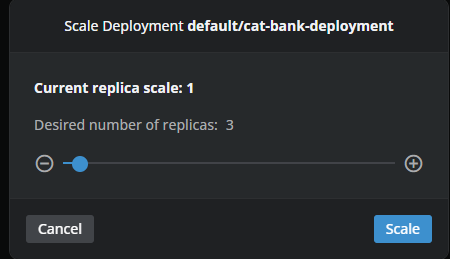 Scale Deployment default/cat-bank-deployment
Current replica scale: 1
Desired number of replicas: 3
Cancel
Scale